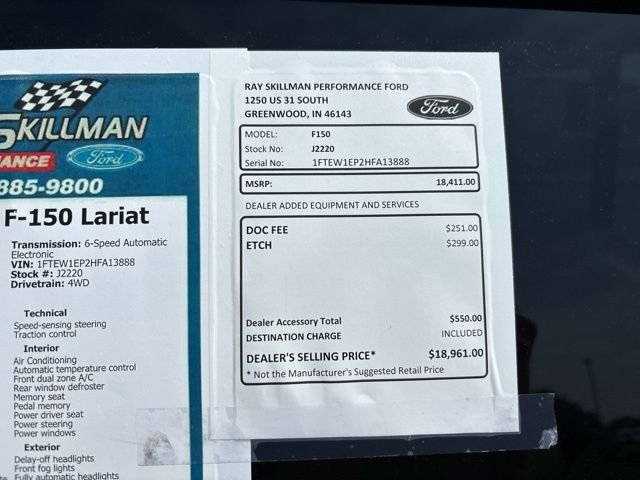 SKILLMAN
ANCE Ford
885-9800
F-150 Lariat
Transmission: 6-Speed Automatic
Electronic
VIN: 1FTEW1EP2HFA13888
Stock #: J2220
Drivetrain: 4WD
Technical
Speed-sensing steering
Traction control
Interior
Air Conditioning
Automatic temperature control
Front dual zone A/C
Rear window defroster
Memory seat
Pedal memory
Power driver seat
Power steering
Power windows
Exterior
Delay-off headlights
Front fog lights
Fully automatic headlights
RAY SKILLMAN PERFORMANCE FORD
1250 US 31 SOUTH
GREENWOOD, IN 46143
Ford
MODEL: F150
Stock No: J2220
Serial No: 1FTEW1EP2HFA13888
MSRP: 18,411.00
DEALER ADDED EQUIPMENT AND SERVICES
DOC FEE $251.00
ETCH $299.00
Dealer Accessory Total $550.00
DESTINATION CHARGE INCLUDED
DEALER'S SELLING PRICE* $18,961.00
* Not the Manufacturer's Suggested Retail Price